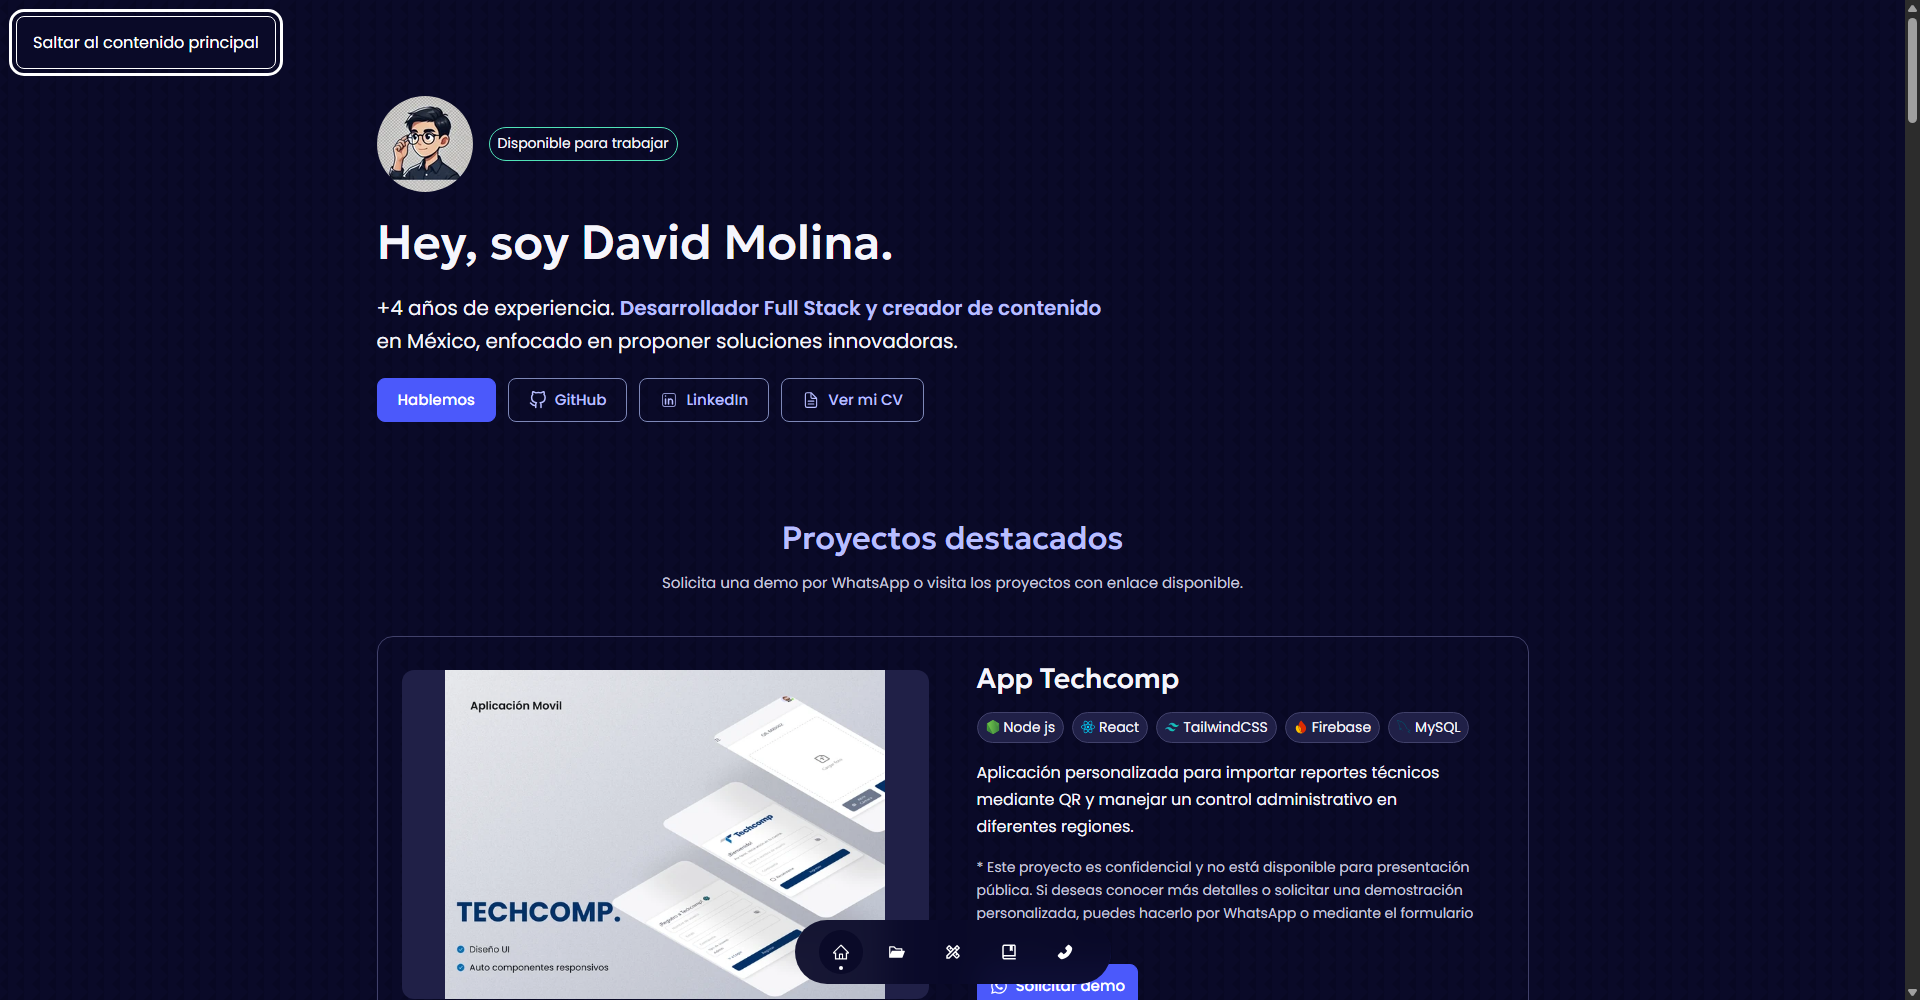 Saltar al contenido principal
Disponible para trabajar
Hey, soy David Molina.
+4 años de experiencia. Desarrollador Full Stack y creador de contenido
en México, enfocado en proponer soluciones innovadoras.
Hablemos
GitHub
LinkedIn
Ver mi CV
Proyectos destacados
Solicita una demo por WhatsApp o visita los proyectos con enlace disponible.
Aplicación Movil
Techcomp
Bienvenido!
TECHCOMP.
Diseño UI
Auto componentes responsivos
App Techcomp
Node js
React
TailwindCSS
Firebase
MySQL
Aplicación personalizada para importar reportes técnicos
mediante QR y manejar un control administrativo en
diferentes regiones.
* Este proyecto es confidencial y no está disponible para presentación
pública. Si deseas conocer más detalles o solicitar una demostración
personalizada, puedes hacerlo por WhatsApp o mediante el formulario
Solicitar demo